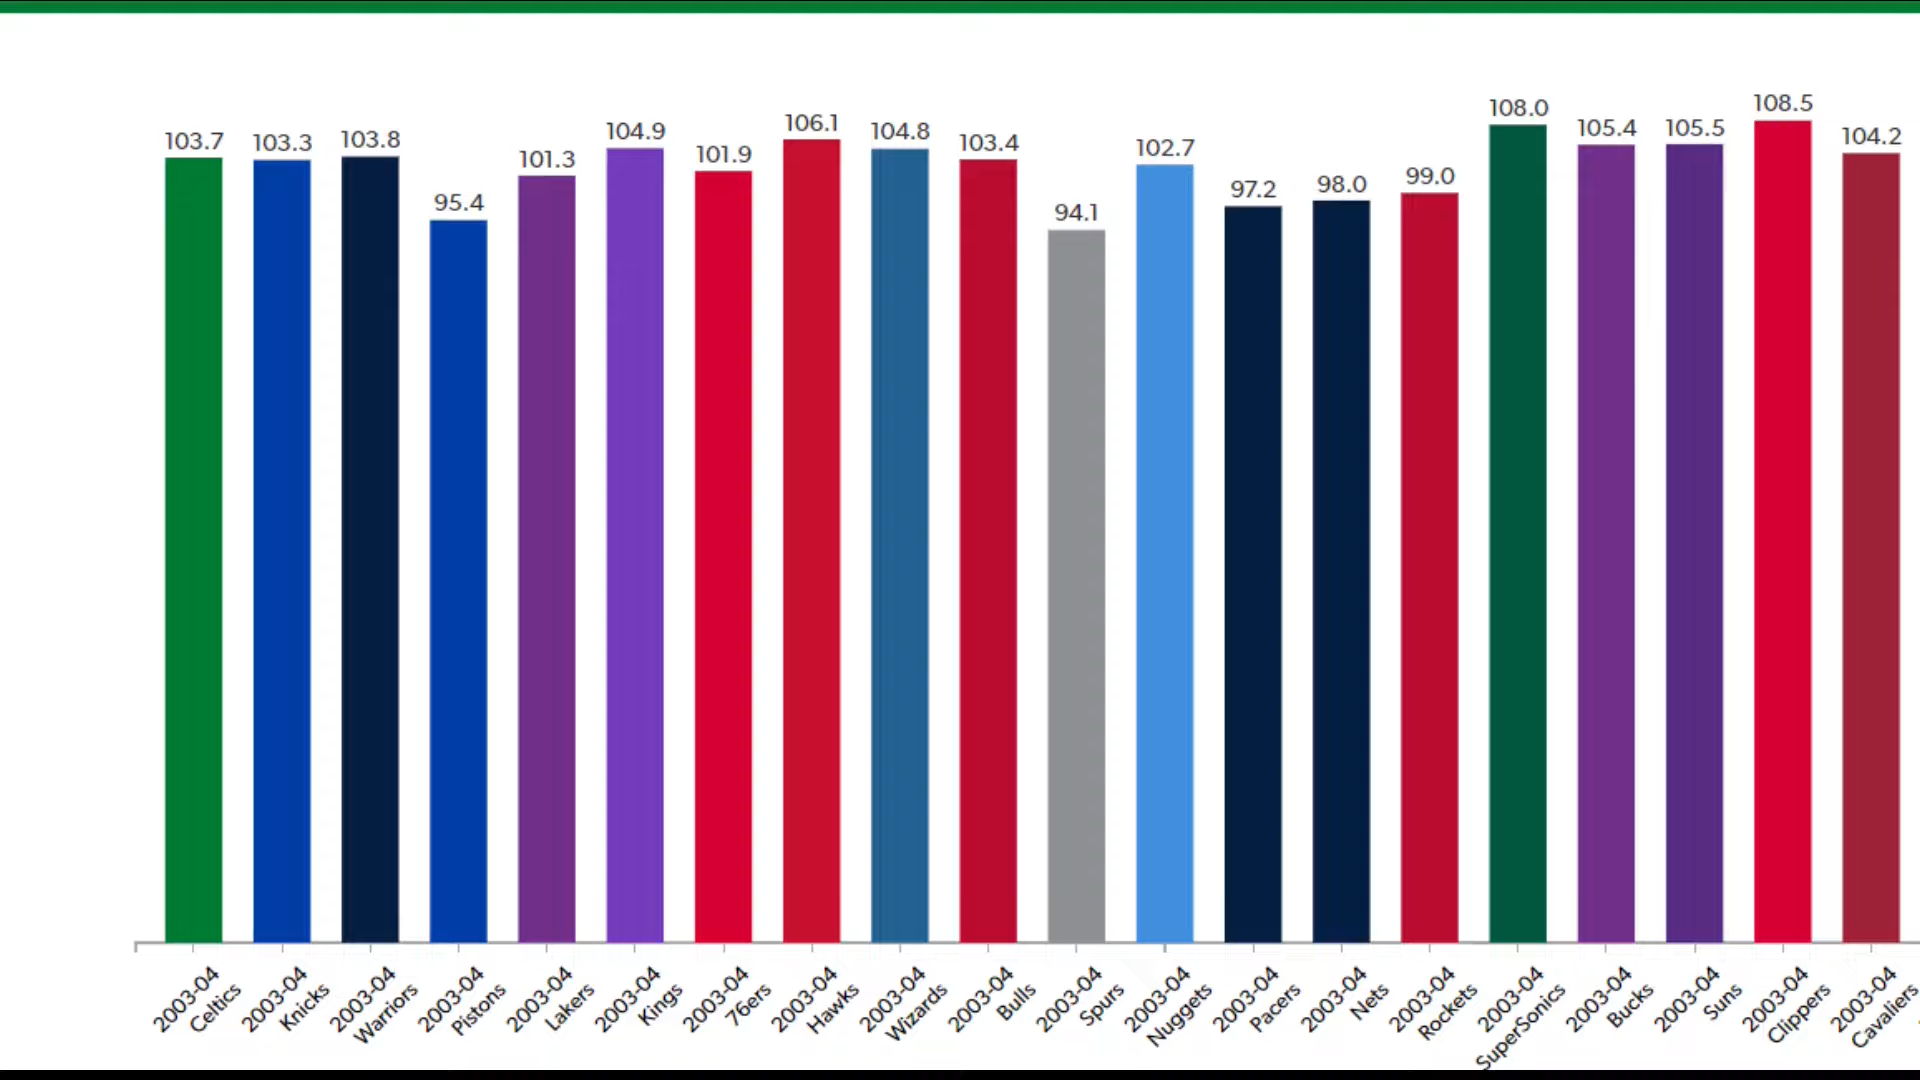 103.7
103.3
103.8
95.4
101.3
104.9
101.9
106.1
104.8
103.4
94.1
102.7
97.2
98.0
99.0
108.0
105.4
105.5
108.5
104.2
2003-04
Celtics
2003-04
Knicks
2003-04
Warriors
2003-04
Pistons
2003-04
Lakers
2003-04
Kings
2003-04
76ers
2003-04
Hawks
2003-04
Wizards
2003-04
Bulls
2003-04
Spurs
2003-04
Nuggets
2003-04
Pacers
2003-04
Nets
2003-04
Rockets
2003-04
SuperSonics
2003-04
Bucks
2003-04
Suns
2003-04
Clippers
2003-04
Cavaliers